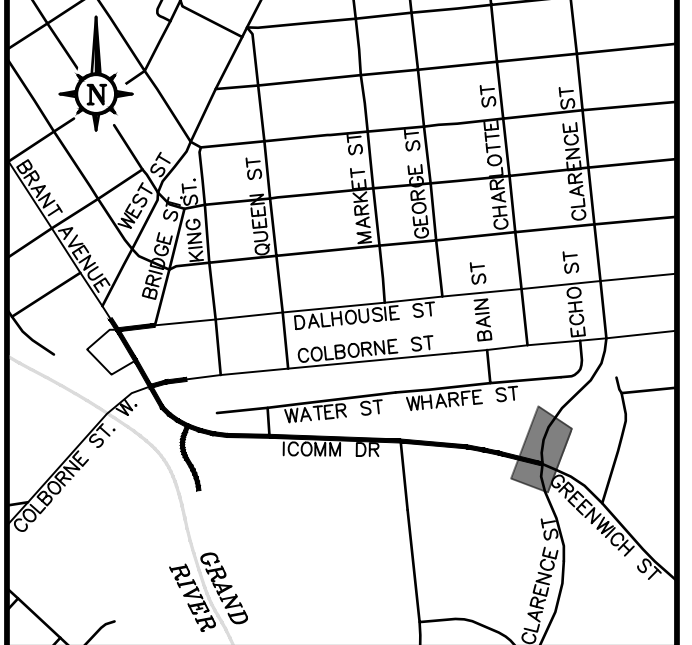 N
BRANT AVENUE
WEST ST
BRIDGE ST.
KING ST.
QUEEN ST
MARKET ST
GEORGE ST
CHARLOTTE ST
CLARENCE ST
DALHOUSIE ST
BAIN ST
ECHO ST
COLBORNE ST
WATER ST
WHARFE ST
COLBORNE ST. W.
ICOMM DR
GREENWICH ST
CLARENCE ST
GRAND
RIVER